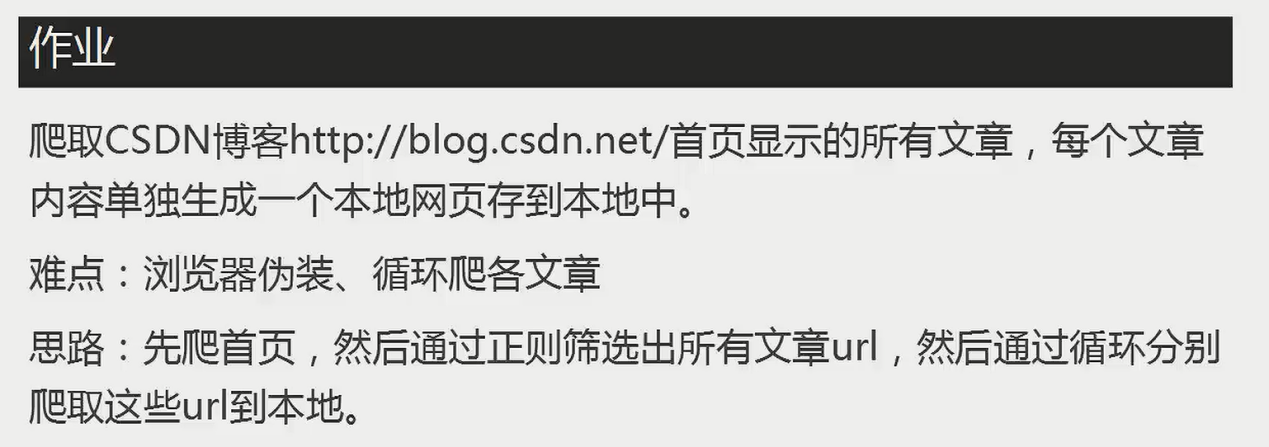 作业
爬取CSDN博客http://blog.csdn.net/首页显示的所有文章，每个文章
内容单独生成一个本地网页存到本地中。
难点：浏览器伪装、循环爬各文章
思路：先爬首页，然后通过正则筛选出所有文章url，然后通过循环分别
爬取这些url到本地。